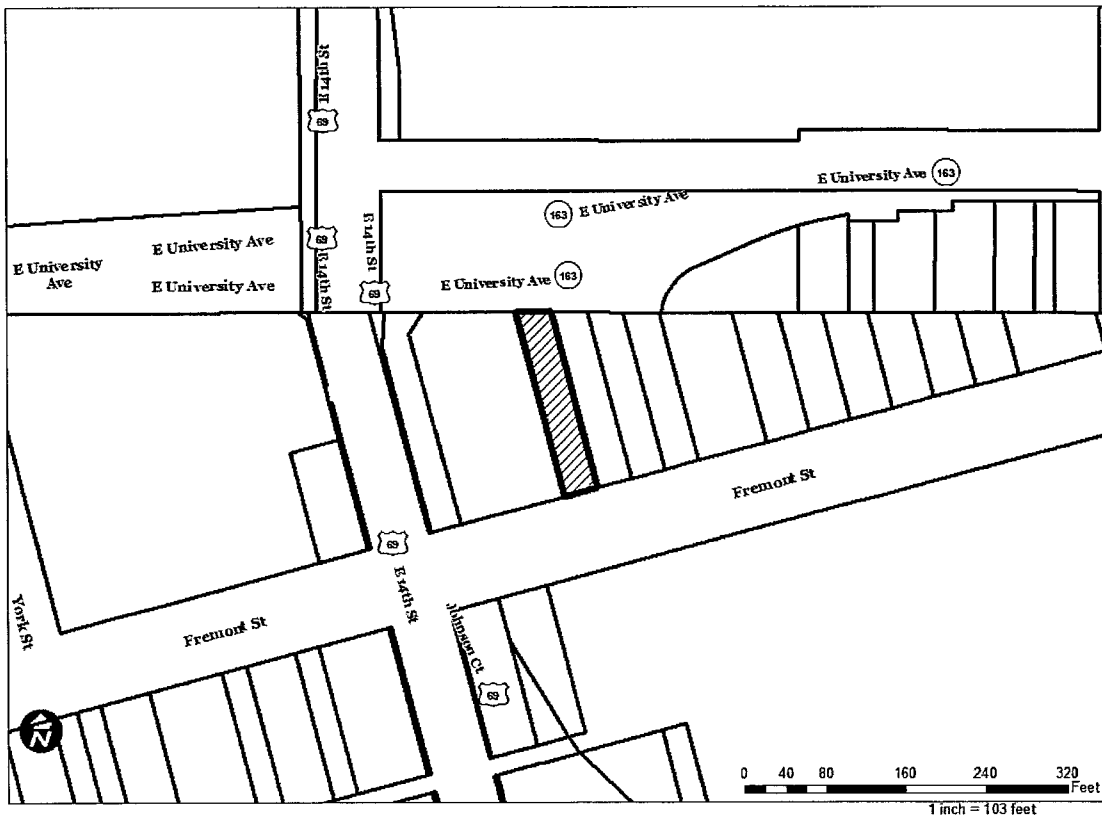 E 14th St
69
E University Ave 163
163 E University Ave
E 14th St
69
E University Ave
E University
Ave
E University Ave
E 14th St
69
E University Ave 163
Fremont St
69
E 14th St
York St
Fremont St
Johnson Ct
69
N
0 40 80 160 240 320
Feet
1 inch = 103 feet